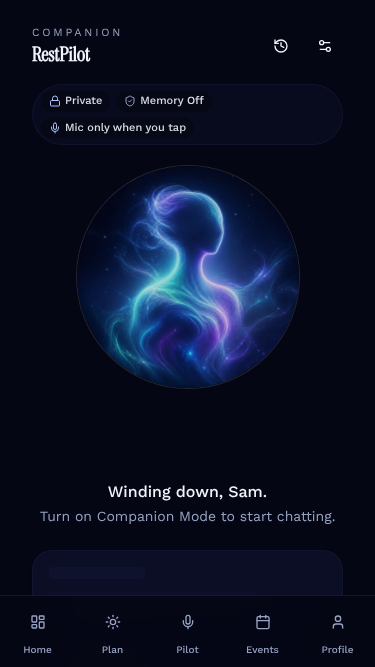 COMPANION
RestPilot
Private Memory Off
Mic only when you tap
Winding down, Sam.
Turn on Companion Mode to start chatting.
Home Plan Pilot Events Profile